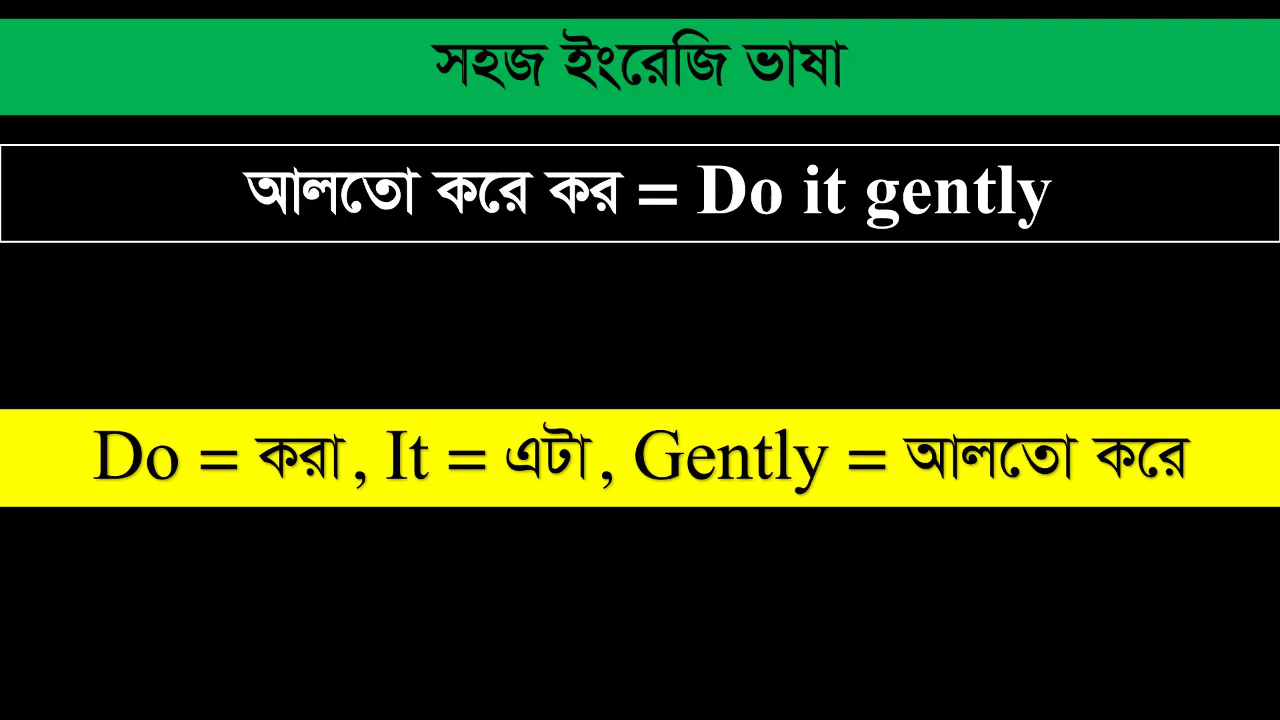 সহজ ইংরেজি ভাষা
আলতো করে কর = Do it gently
Do = করা, It = এটা, Gently = আলতো করে